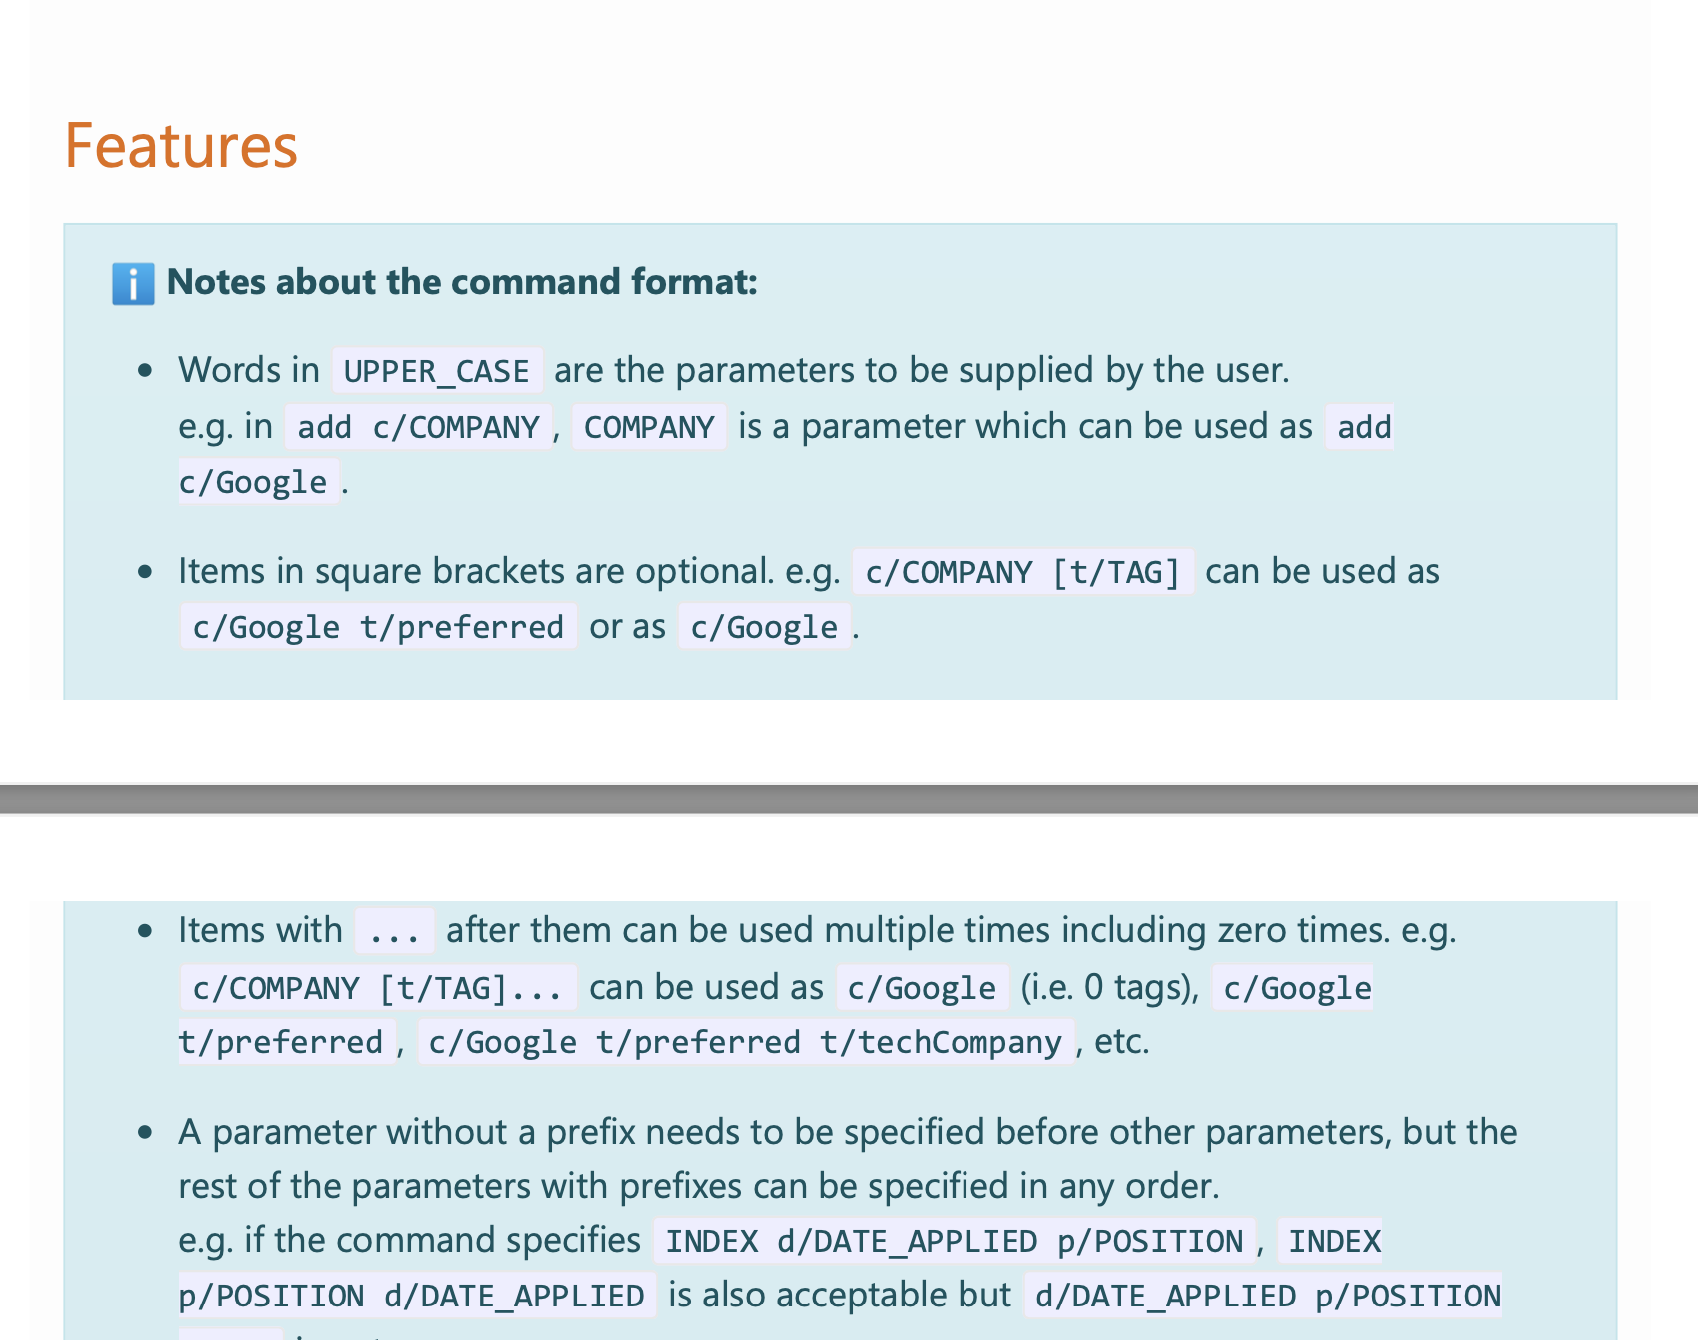 Features
Notes about the command format:
Words in UPPER_CASE are the parameters to be supplied by the user.
e.g. in add c/COMPANY, COMPANY is a parameter which can be used as add
c/Google.
Items in square brackets are optional. e.g. c/COMPANY [t/TAG] can be used as
c/Google t/preferred or as c/Google.
Items with ... after them can be used multiple times including zero times. e.g.
c/COMPANY [t/TAG]... can be used as c/Google (i.e. 0 tags), c/Google
t/preferred, c/Google t/preferred t/techCompany, etc.
A parameter without a prefix needs to be specified before other parameters, but the
rest of the parameters with prefixes can be specified in any order.
e.g. if the command specifies INDEX d/DATE_APPLIED p/POSITION, INDEX
p/POSITION d/DATE_APPLIED is also acceptable but d/DATE_APPLIED p/POSITION